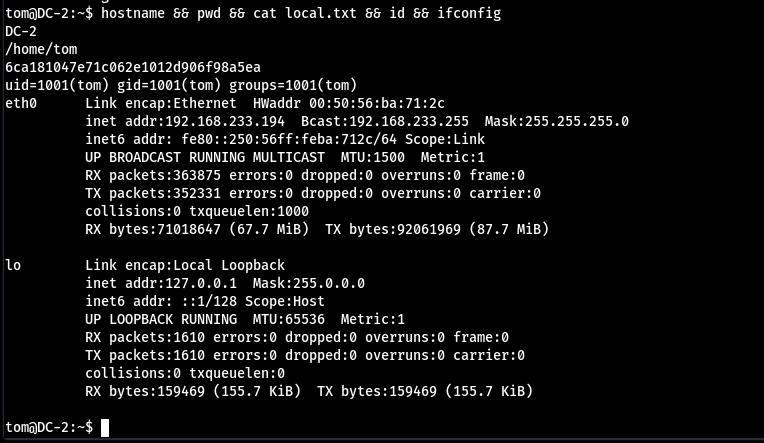 tom@DC-2:~$ hostname && pwd && cat local.txt && id && ifconfig
DC-2
/home/tom
6ca181047e71c062e1012d906f98a5ea
uid=1001(tom) gid=1001(tom) groups=1001(tom)
eth0      Link encap:Ethernet  HWaddr 00:50:56:ba:71:2c
          inet addr:192.168.233.194  Bcast:192.168.233.255  Mask:255.255.255.0
          inet6 addr: fe80::250:56ff:feba:712c/64 Scope:Link
          UP BROADCAST RUNNING MULTICAST  MTU:1500  Metric:1
          RX packets:363875 errors:0 dropped:0 overruns:0 frame:0
          TX packets:352331 errors:0 dropped:0 overruns:0 carrier:0
          collisions:0 txqueuelen:1000
          RX bytes:71018647 (67.7 MiB)  TX bytes:92061969 (87.7 MiB)

lo        Link encap:Local Loopback
          inet addr:127.0.0.1  Mask:255.0.0.0
          inet6 addr: ::1/128 Scope:Host
          UP LOOPBACK RUNNING  MTU:65536  Metric:1
          RX packets:1610 errors:0 dropped:0 overruns:0 frame:0
          TX packets:1610 errors:0 dropped:0 overruns:0 carrier:0
          collisions:0 txqueuelen:0
          RX bytes:159469 (155.7 KiB)  TX bytes:159469 (155.7 KiB)

tom@DC-2:~$